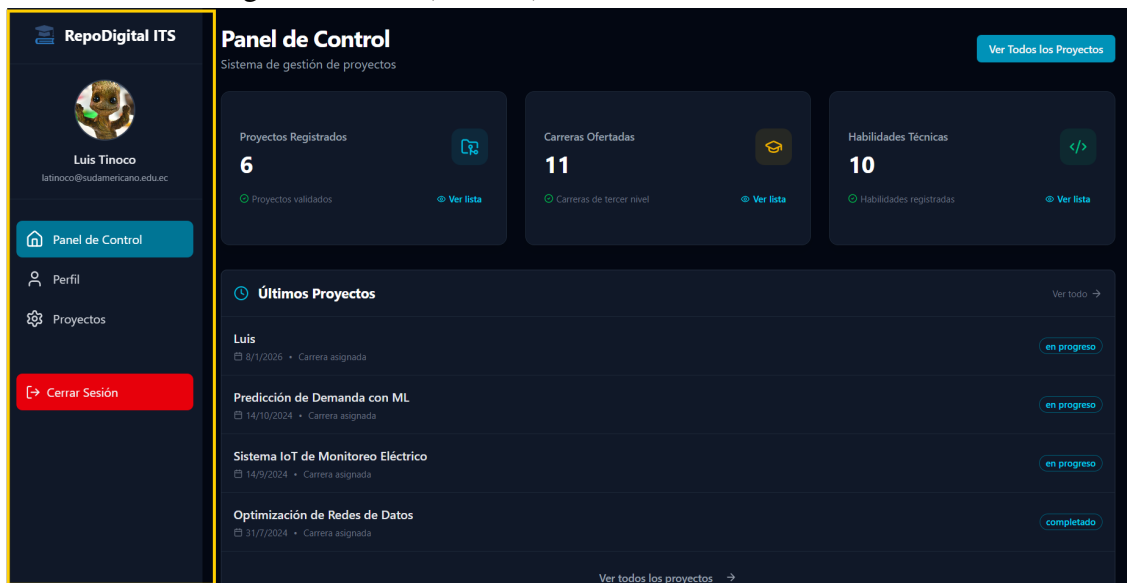 RepoDigital ITS
Luis Tinoco
latinoco@sudamericano.edu.ec
Panel de Control
Perfil
Proyectos
Cerrar Sesión
Panel de Control
Sistema de gestión de proyectos
Ver Todos los Proyectos
Proyectos Registrados
6
Proyectos validados
Ver lista
Carreras Ofertadas
11
Carreras de tercer nivel
Ver lista
Habilidades Técnicas
10
Habilidades registradas
Ver lista
Últimos Proyectos
Ver todo →
Luis
8/1/2026 • Carrera asignada
en progreso
Predicción de Demanda con ML
14/10/2024 • Carrera asignada
en progreso
Sistema IoT de Monitoreo Eléctrico
14/9/2024 • Carrera asignada
en progreso
Optimización de Redes de Datos
31/7/2024 • Carrera asignada
completado
Ver todos los proyectos →